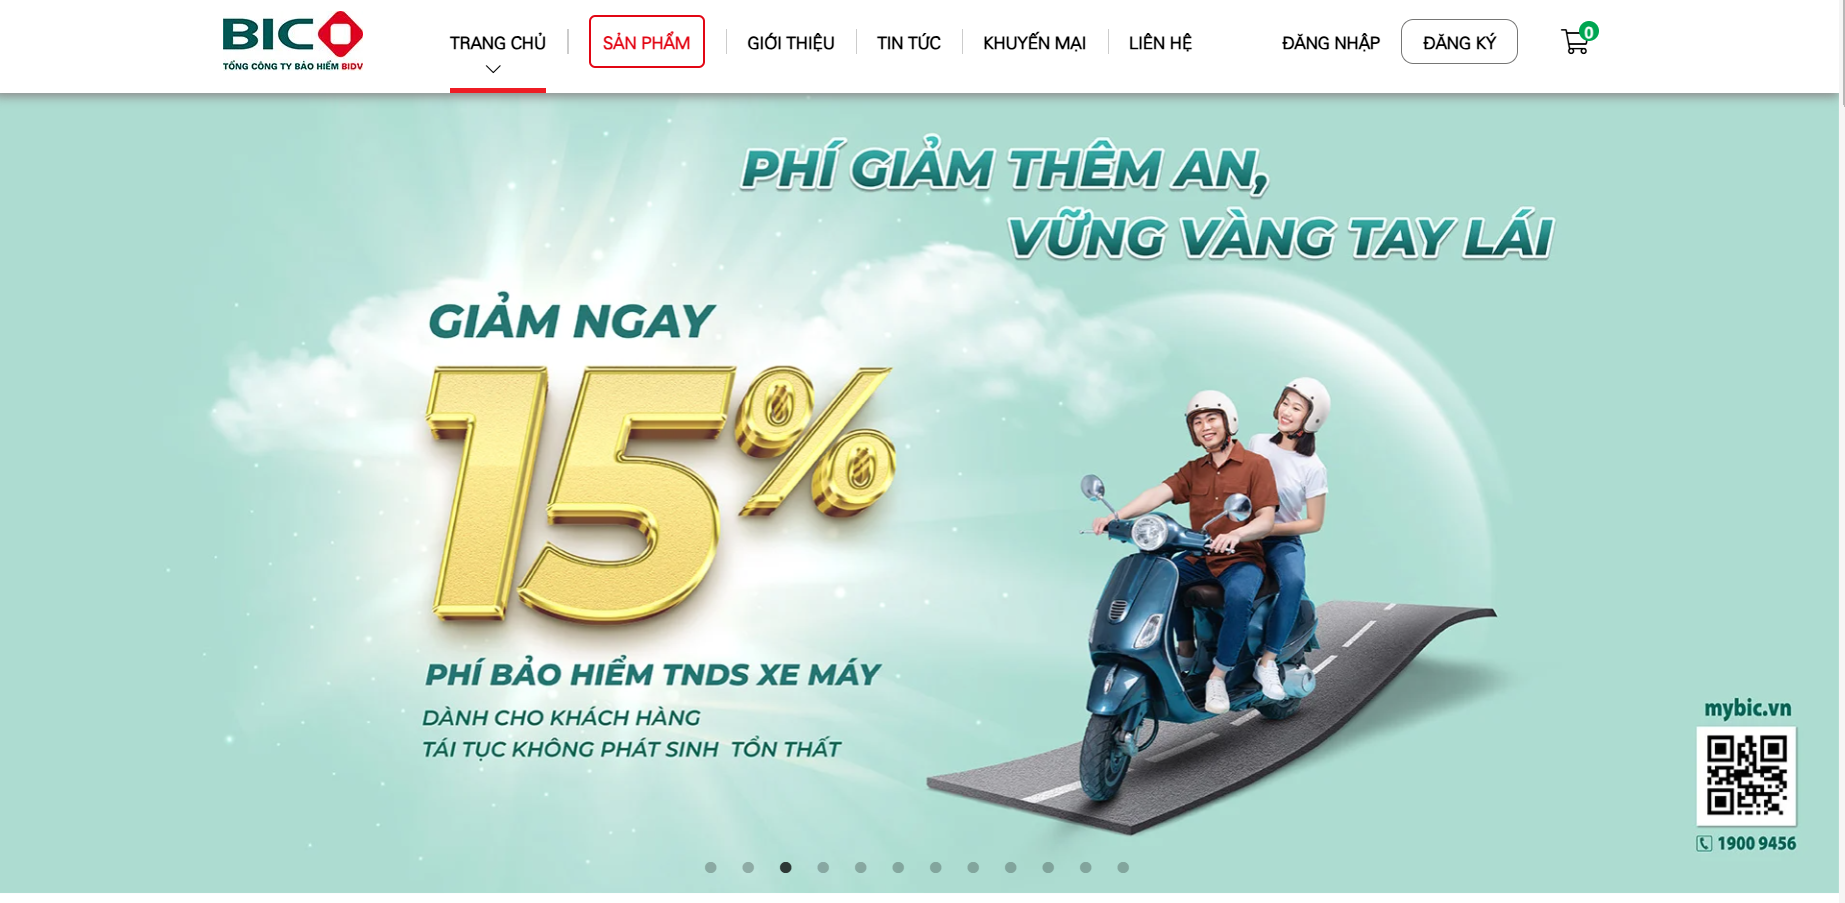 BIC
TỔNG CÔNG TY BẢO HIỂM BIDV
TRANG CHỦ
SẢN PHẨM
GIỚI THIỆU
TIN TỨC
KHUYẾN MẠI
LIÊN HỆ
ĐĂNG NHẬP
ĐĂNG KÝ
0
PHÍ GIẢM THÊM AN,
VỮNG VÀNG TAY LÁI
GIẢM NGAY
15%
PHÍ BẢO HIỂM TNDS XE MÁY
DÀNH CHO KHÁCH HÀNG
TÁI TỤC KHÔNG PHÁT SINH TỔN THẤT
mybic.vn
1900 9456